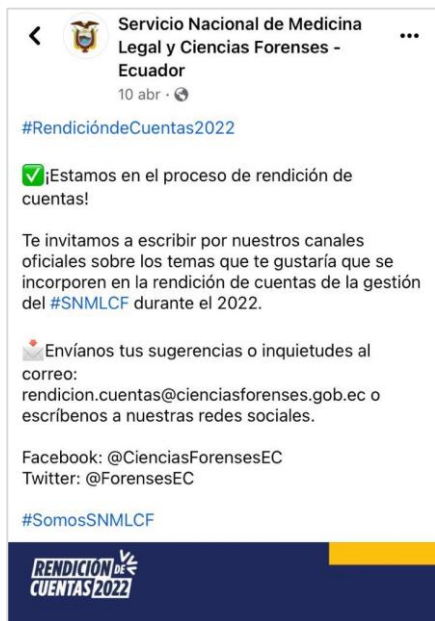 Servicio Nacional de Medicina
Legal y Ciencias Forenses -
Ecuador
10 abr ·
#RendicióndeCuentas2022
✅¡Estamos en el proceso de rendición de
cuentas!
Te invitamos a escribir por nuestros canales
oficiales sobre los temas que te gustaría que se
incorporen en la rendición de cuentas de la gestión
del #SNMLCF durante el 2022.
📩Envíanos tus sugerencias o inquietudes al
correo:
rendicion.cuentas@cienciasforenses.gob.ec o
escríbenos a nuestras redes sociales.
Facebook: @CienciasForensesEC
Twitter: @ForensesEC
#SomosSNMLCF
RENDICIÓN DE
CUENTAS 2022